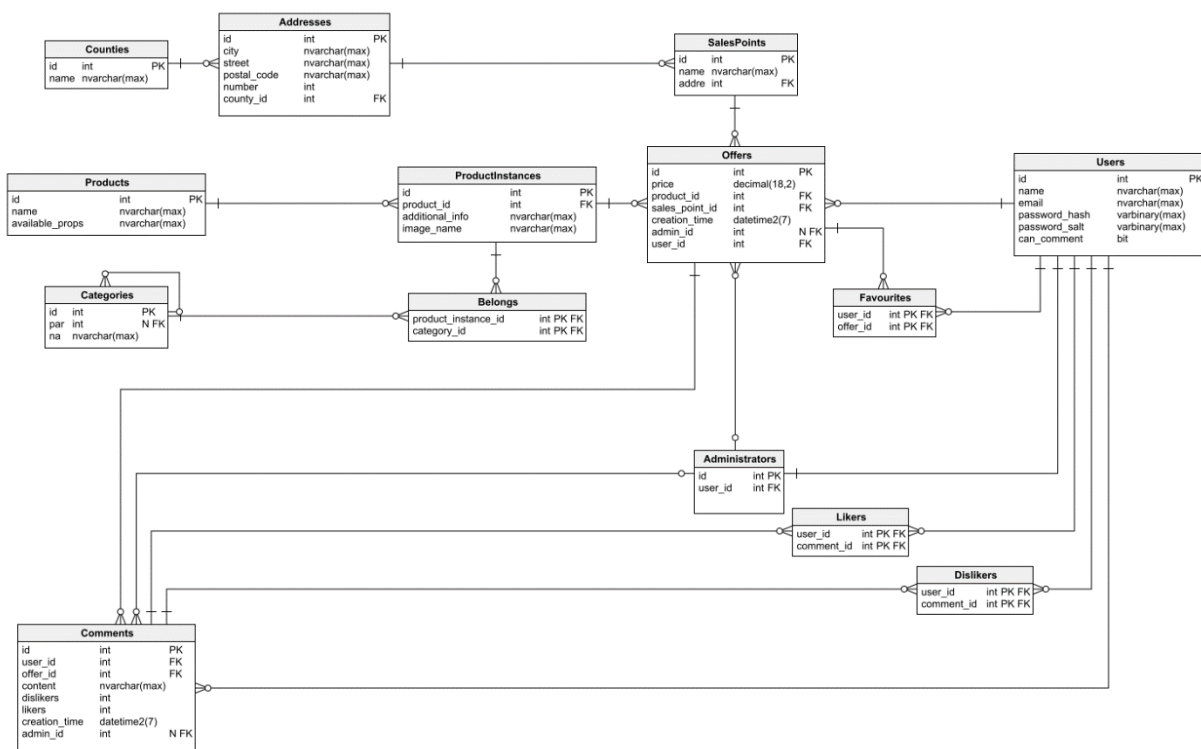 Counties
id int PK
name nvarchar(max)
Addresses
id int PK
city nvarchar(max)
street nvarchar(max)
postal_code nvarchar(max)
number int
county_id int FK
SalesPoints
id int PK
name nvarchar(max)
addre int FK
Products
id int PK
name nvarchar(max)
available_props nvarchar(max)
ProductInstances
id int PK
product_id int FK
additional_info nvarchar(max)
image_name nvarchar(max)
Offers
id int PK
price decimal(18,2)
product_id int FK
sales_point_id int FK
creation_time datetime2(7)
admin_id int N FK
user_id int FK
Users
id int PK
name nvarchar(max)
email nvarchar(max)
password_hash varbinary(max)
password_salt varbinary(max)
can_comment bit
Categories
id int PK
par int N FK
na nvarchar(max)
Belongs
product_instance_id int PK FK
category_id int PK FK
Favourites
user_id int PK FK
offer_id int PK FK
Administrators
id int PK
user_id int FK
Likers
user_id int PK FK
comment_id int PK FK
Dislikers
user_id int PK FK
comment_id int PK FK
Comments
id int PK
user_id int FK
offer_id int FK
content nvarchar(max)
dislikers int
likers int
creation_time datetime2(7)
admin_id int N FK